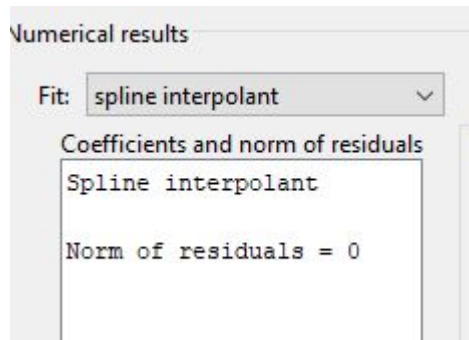 Numerical results
Fit: spline interpolant
Coefficients and norm of residuals
Spline interpolant
Norm of residuals = 0